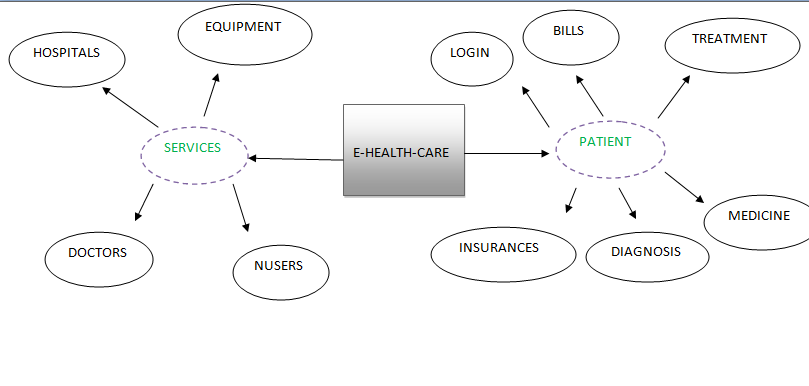 EQUIPMENT
HOSPITALS
BILLS
LOGIN
TREATMENT
SERVICES
E-HEALTH-CARE
PATIENT
DOCTORS
NUSERS
INSURANCES
DIAGNOSIS
MEDICINE